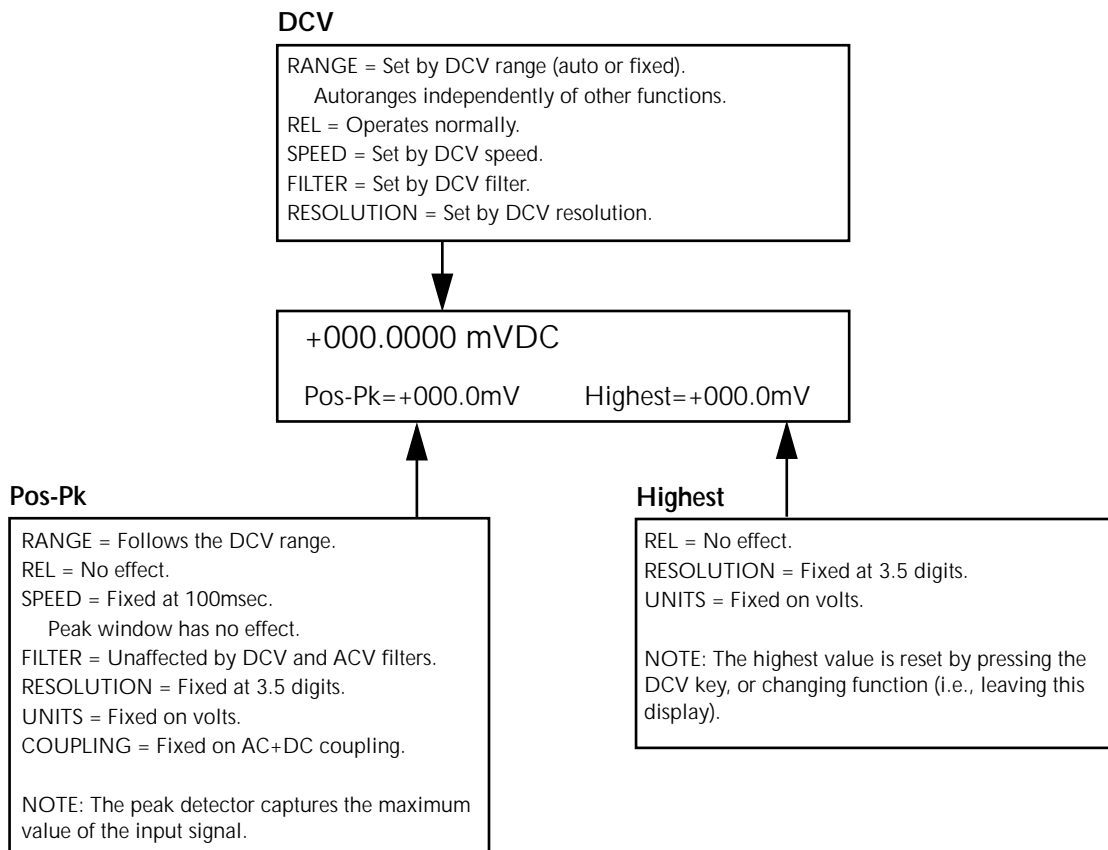 DCV
RANGE = Set by DCV range (auto or fixed).
Autoranges independently of other functions.
REL = Operates normally.
SPEED = Set by DCV speed.
FILTER = Set by DCV filter.
RESOLUTION = Set by DCV resolution.
+000.0000 mVDC
Pos-Pk=+000.0mV Highest=+000.0mV
Pos-Pk
RANGE = Follows the DCV range.
REL = No effect.
SPEED = Fixed at 100msec.
Peak window has no effect.
FILTER = Unaffected by DCV and ACV filters.
RESOLUTION = Fixed at 3.5 digits.
UNITS = Fixed on volts.
COUPLING = Fixed on AC+DC coupling.
NOTE: The peak detector captures the maximum
value of the input signal.
Highest
REL = No effect.
RESOLUTION = Fixed at 3.5 digits.
UNITS = Fixed on volts.
NOTE: The highest value is reset by pressing the
DCV key, or changing function (i.e., leaving this
display).